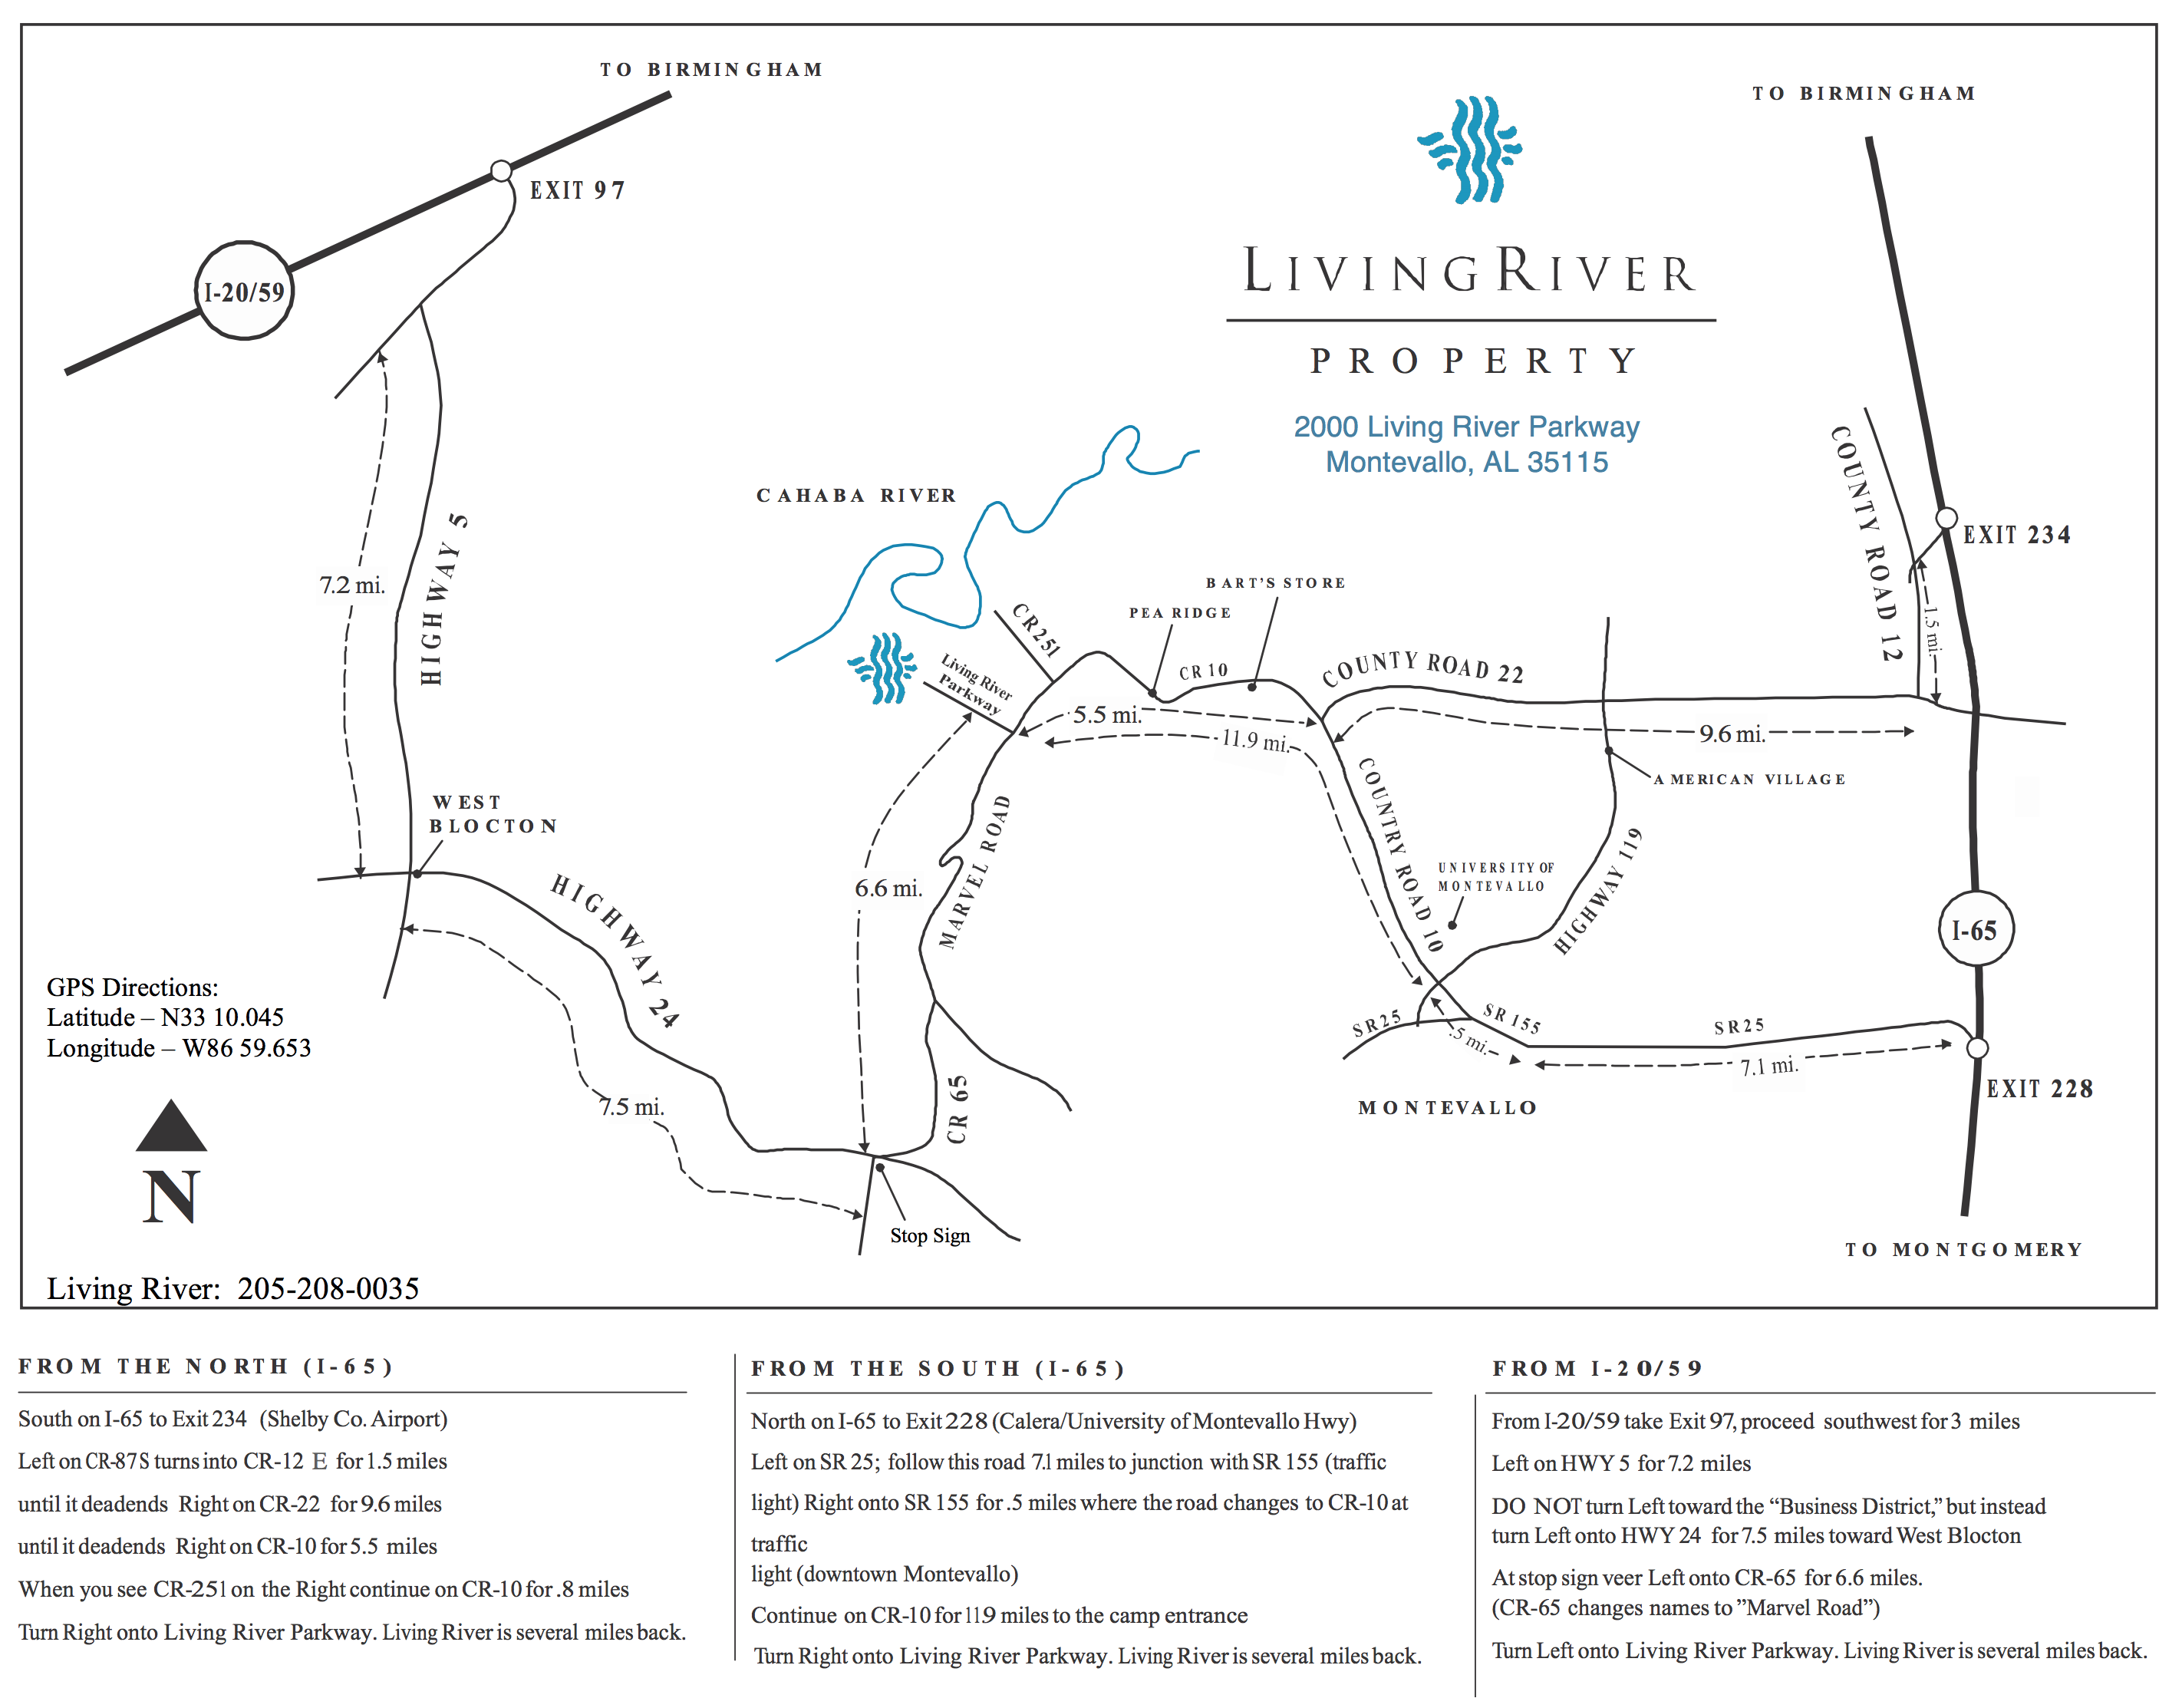 TO BIRMINGHAM
TO BIRMINGHAM
EXIT 97
I-20/59
LIVINGRIVER
PROPERTY
2000 Living River Parkway
Montevallo, AL 35115
COUNTY ROAD 12
EXIT 234
1.5 mi.
CAHABA RIVER
HIGHWAY 5
7.2 mi.
BART'S STORE
PEA RIDGE
CR251
CR 10
COUNTY ROAD 22
Living River
Parkway
5.5 mi.
11.9 mi.
9.6 mi.
AMERICAN VILLAGE
WEST
BLOCTON
HIGHWAY 24
6.6 mi.
MARVEL ROAD
COUNTRY ROAD 10
UNIVERSITY OF
MONTEVALLO
HIGHWAY 119
I-65
GPS Directions:
Latitude – N33 10.045
Longitude – W86 59.653
SR25
SR 155
SR25
.5 mi.
7.1 mi.
EXIT 228
7.5 mi.
CR 65
MONTEVALLO
N
Stop Sign
TO MONTGOMERY
Living River: 205-208-0035
FROM THE NORTH (I-65)
South on I-65 to Exit 234 (Shelby Co. Airport)
Left on CR-87S turns into CR-12 E for 1.5 miles
until it deadends Right on CR-22 for 9.6 miles
until it deadends Right on CR-10 for 5.5 miles
When you see CR-251 on the Right continue on CR-10 for .8 miles
Turn Right onto Living River Parkway. Living River is several miles back.
FROM THE SOUTH (I-65)
North on I-65 to Exit 228 (Calera/University of Montevallo Hwy)
Left on SR 25; follow this road 7.1 miles to junction with SR 155 (traffic
light) Right onto SR 155 for .5 miles where the road changes to CR-10 at
traffic
light (downtown Montevallo)
Continue on CR-10 for 119 miles to the camp entrance
Turn Right onto Living River Parkway. Living River is several miles back.
FROM I-20/59
From I-20/59 take Exit 97, proceed southwest for 3 miles
Left on HWY 5 for 7.2 miles
DO NOT turn Left toward the “Business District,” but instead
turn Left onto HWY 24 for 7.5 miles toward West Blocton
At stop sign veer Left onto CR-65 for 6.6 miles.
(CR-65 changes names to ”Marvel Road”)
Turn Left onto Living River Parkway. Living River is several miles back.